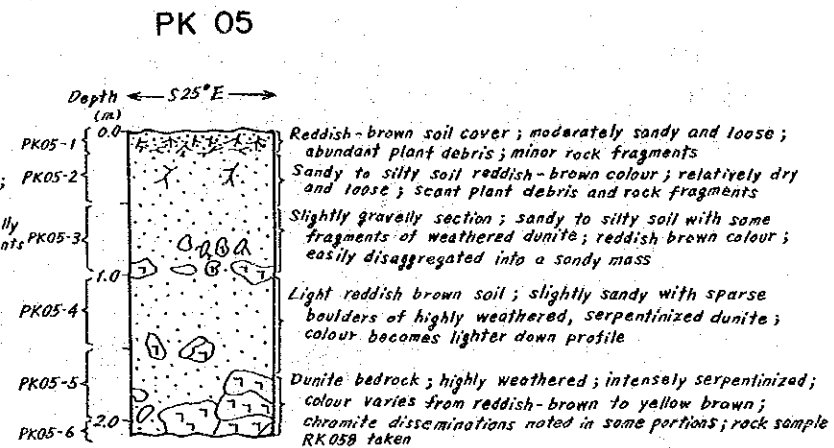 PK 05
Depth ← S25°E →
(m)
0.0
PK05-1
Reddish-brown soil cover ; moderately sandy and loose ;
abundant plant debris ; minor rock fragments
; PK05-2
Sandy to silty soil reddish-brown colour ; relatively dry
and loose ; scant plant debris and rock fragments
lly
nts PK05-3
Slightly gravelly section ; sandy to silty soil with some
fragments of weathered dunite ; reddish brown colour ;
easily disaggregated into a sandy mass
1.0
PK05-4
Light reddish brown soil ; slightly sandy with sparse
boulders of highly weathered, serpentinized dunite ;
colour becomes lighter down profile
PK05-5
Dunite bedrock ; highly weathered ; intensely serpentinized ;
colour varies from reddish-brown to yellow brown ;
chromite disseminations noted in some portions ; rock sample
RK058 taken
2.0
PK05-6